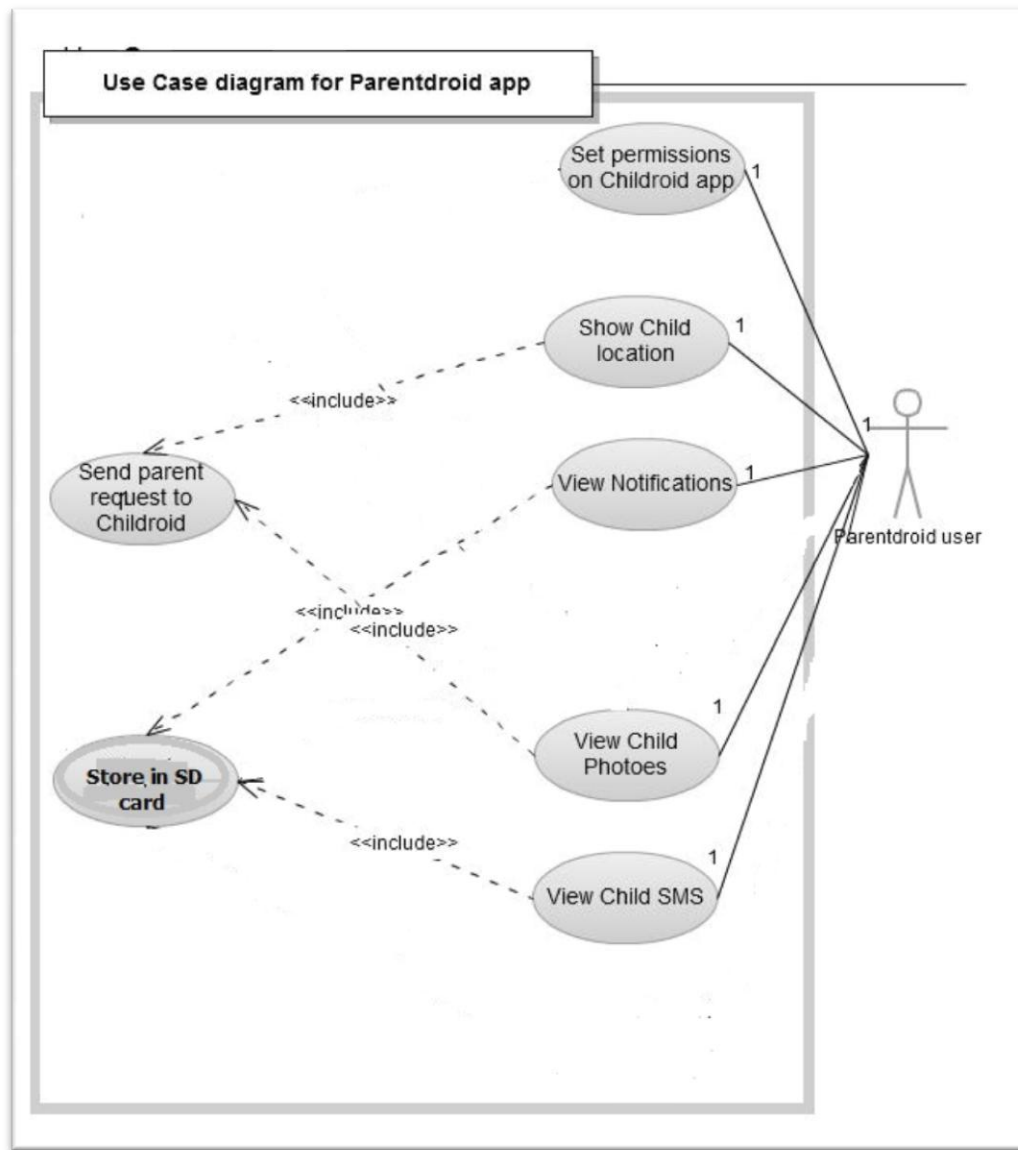 Use Case diagram for Parentdroid app
Set permissions
on Childroid app
1
Show Child
location
1
<<include>>
1
Send parent
request to
Childroid
View Notifications
1
Parentdroid user
<<include>>
<<include>>
1
View Child
Photoes
Store in SD
card
<<include>>
1
View Child SMS